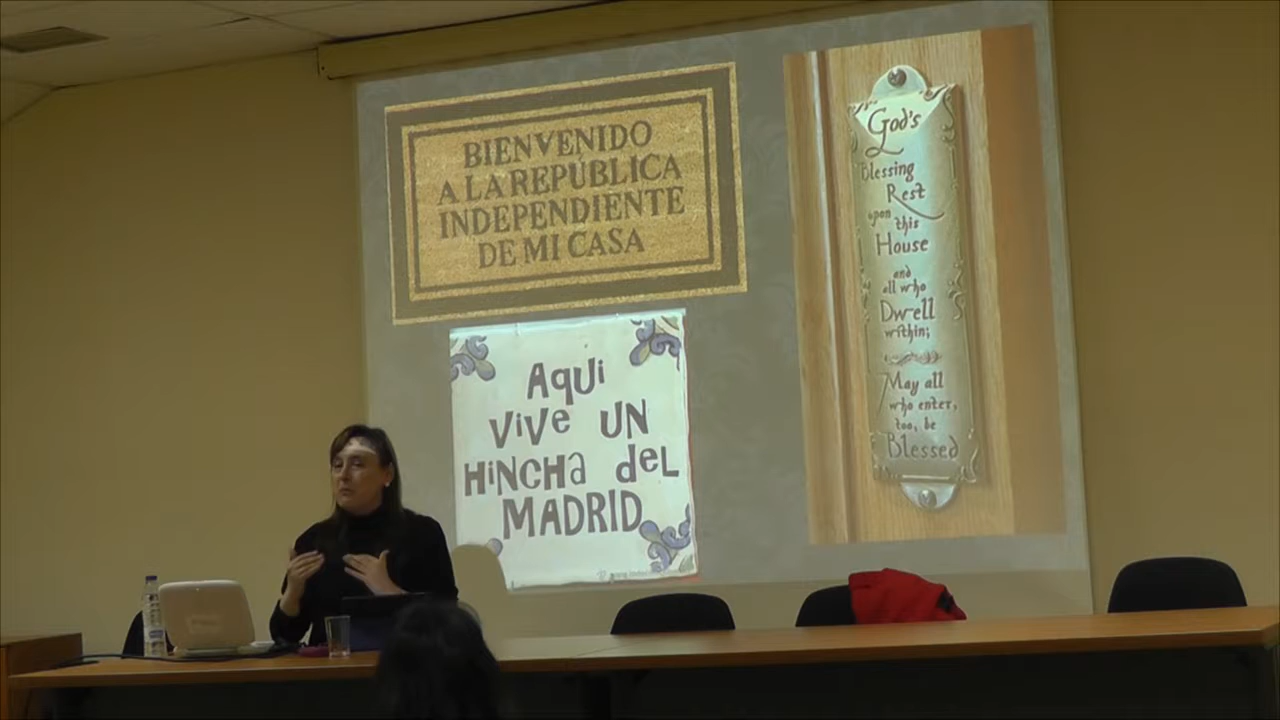 BIENVENIDO
A LA REPÚBLICA
INDEPENDIENTE
DE MI CASA
AQUi
ViVe UN
HiNCHa deL
MADRID
God's
Blessing
Rest
upon this
House
and
all who
Dwell
within;
May all
who enter,
too, be
Blessed